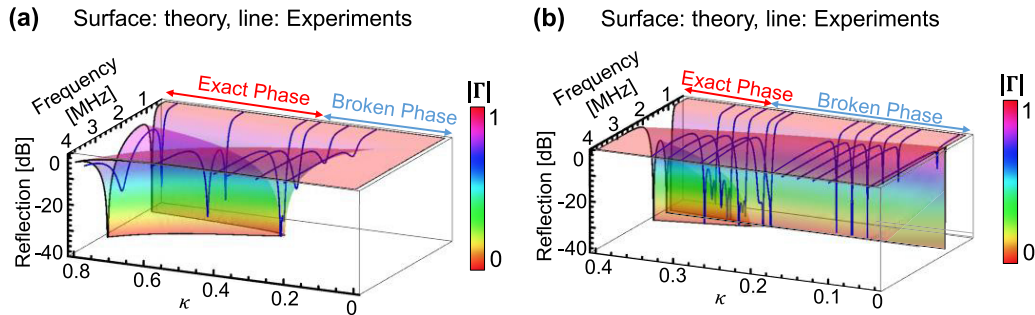 (a) Surface: theory, line: Experiments
Frequency [MHz]
1
2
3
4
Exact Phase
Broken Phase
|Γ|
1
0
Reflection [dB]
0
-20
-40
0.8
0.6
0.4
0.2
0
κ
(b) Surface: theory, line: Experiments
Frequency [MHz]
1
2
3
4
Exact Phase
Broken Phase
|Γ|
1
0
Reflection [dB]
0
-20
-40
0.4
0.3
0.2
0.1
0
κ